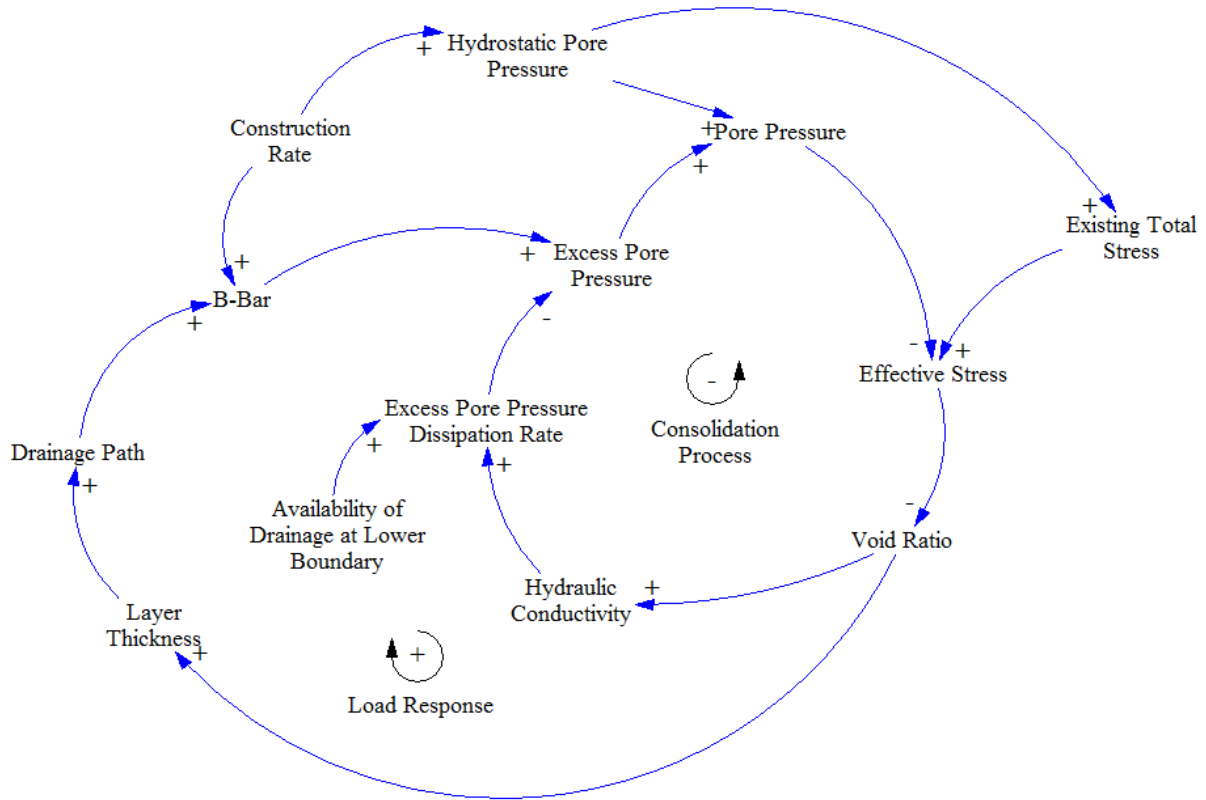 Hydrostatic Pore
Pressure
+
Construction
Rate
+
Pore Pressure
+
+
Existing Total
Stress
+
Excess Pore
Pressure
+
-
B-Bar
+
+
Effective Stress
-
+
-
Consolidation
Process
Excess Pore Pressure
Dissipation Rate
+
+
Drainage Path
+
Availability of
Drainage at Lower
Boundary
Void Ratio
-
Hydraulic
Conductivity
+
Layer
Thickness
+
+
Load Response